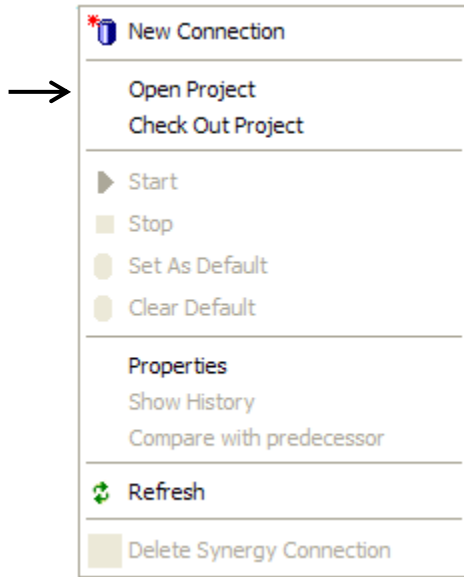 New Connection
Open Project
Check Out Project
Start
Stop
Set As Default
Clear Default
Properties
Show History
Compare with predecessor
Refresh
Delete Synergy Connection